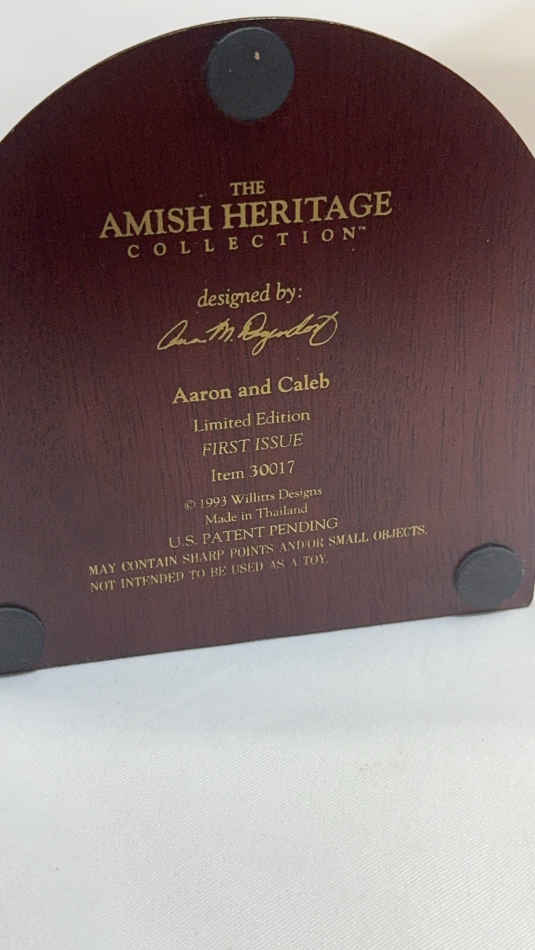 THE
AMISH HERITAGE
COLLECTION™
designed by:
Ann M. Dezendorf
Aaron and Caleb
Limited Edition
FIRST ISSUE
Item 30017
© 1993 Willitts Designs
Made in Thailand
U.S. PATENT PENDING
MAY CONTAIN SHARP POINTS AND/OR SMALL OBJECTS.
NOT INTENDED TO BE USED AS A TOY.